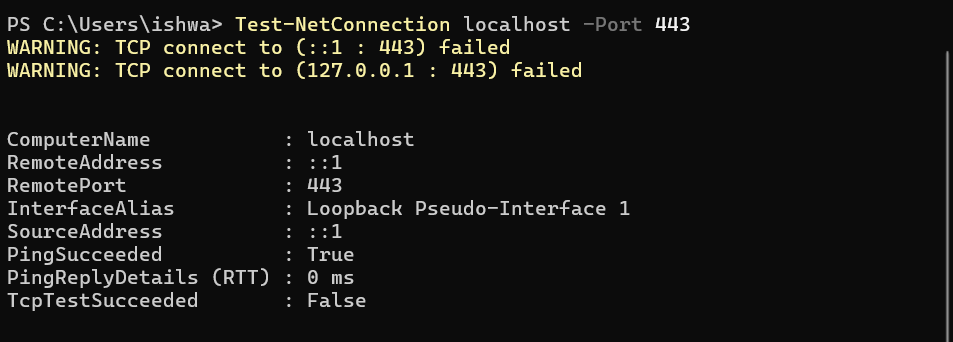 PS C:\Users\ishwa> Test-NetConnection localhost -Port 443
WARNING: TCP connect to (::1 : 443) failed
WARNING: TCP connect to (127.0.0.1 : 443) failed
ComputerName           : localhost
RemoteAddress          : ::1
RemotePort             : 443
InterfaceAlias         : Loopback Pseudo-Interface 1
SourceAddress          : ::1
PingSucceeded          : True
PingReplyDetails (RTT) : 0 ms
TcpTestSucceeded       : False